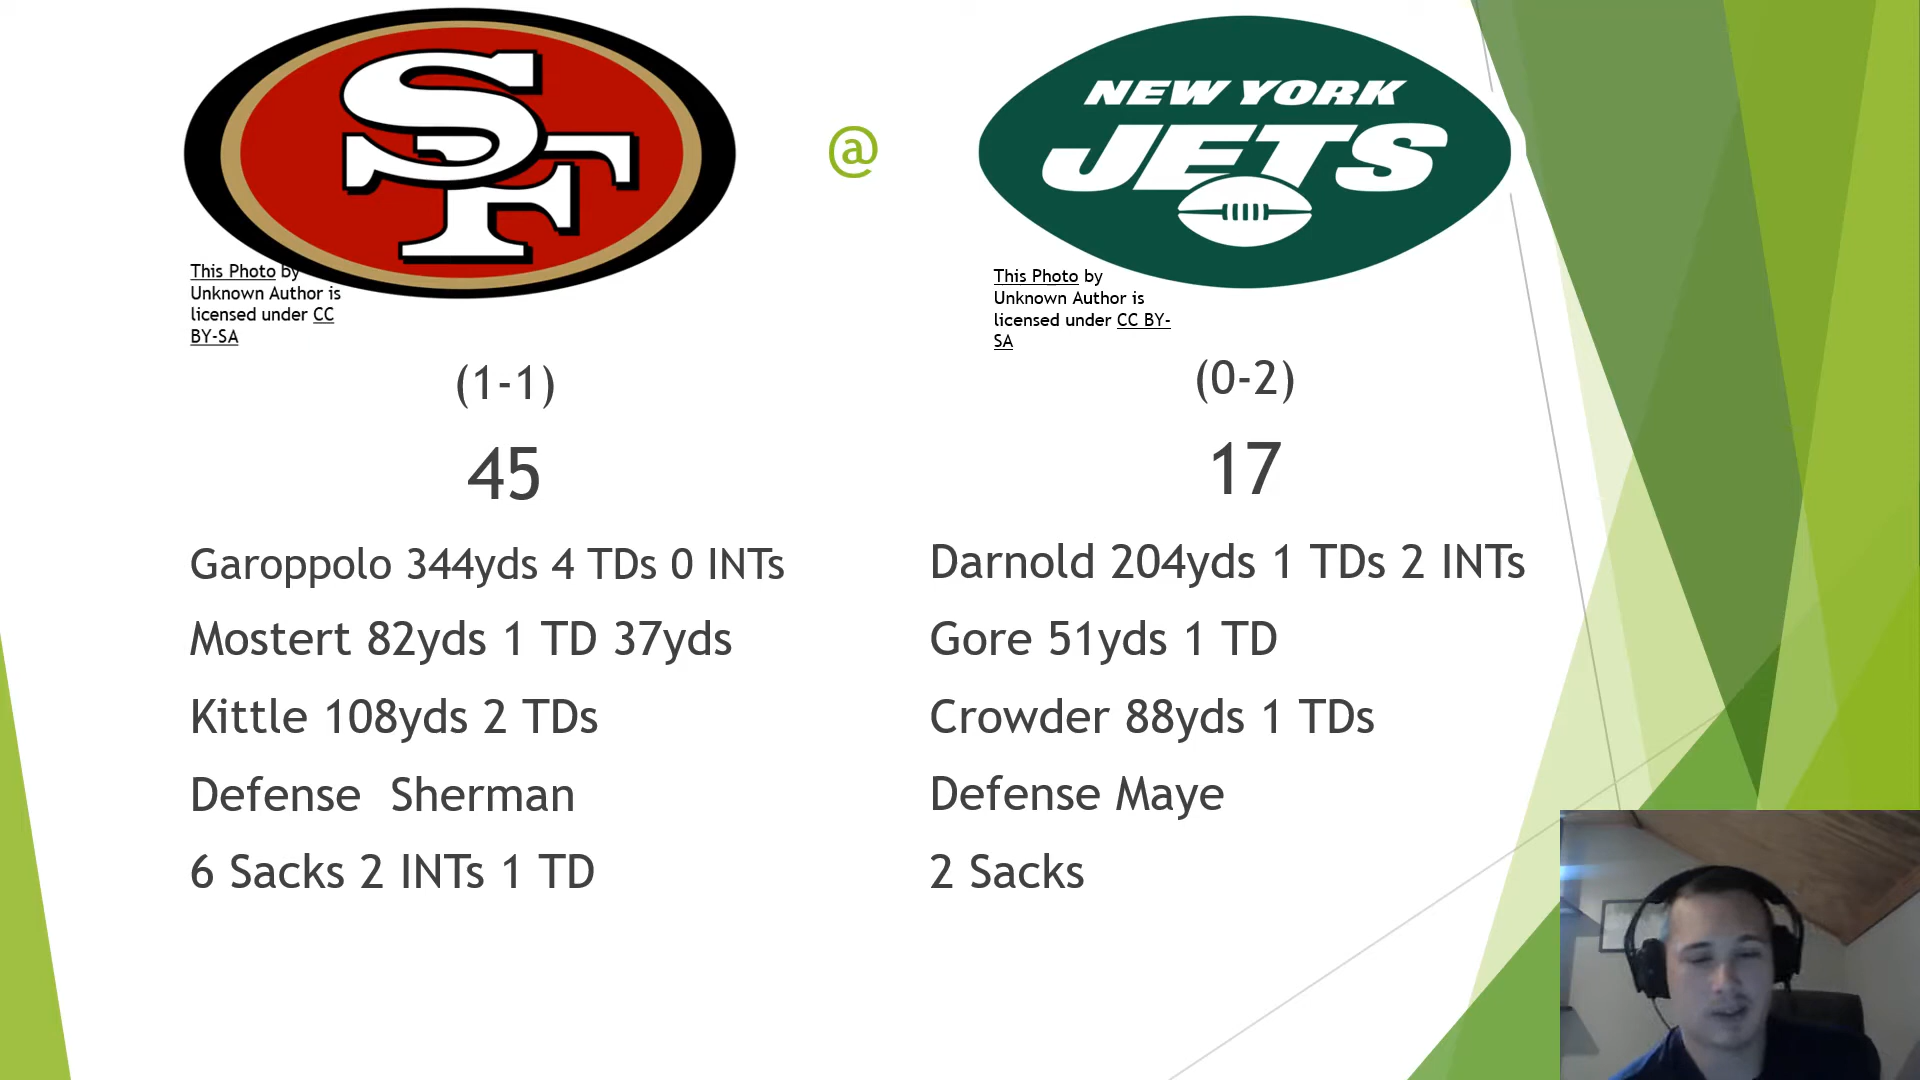 SF
@
NEW YORK
JETS
This Photo by
Unknown Author is
licensed under CC
BY-SA
This Photo by
Unknown Author is
licensed under CC BY-
SA
(1-1)
(0-2)
45
17
Garoppolo 344yds 4 TDs 0 INTs
Mostert 82yds 1 TD 37yds
Kittle 108yds 2 TDs
Defense  Sherman
6 Sacks 2 INTs 1 TD
Darnold 204yds 1 TDs 2 INTs
Gore 51yds 1 TD
Crowder 88yds 1 TDs
Defense Maye
2 Sacks